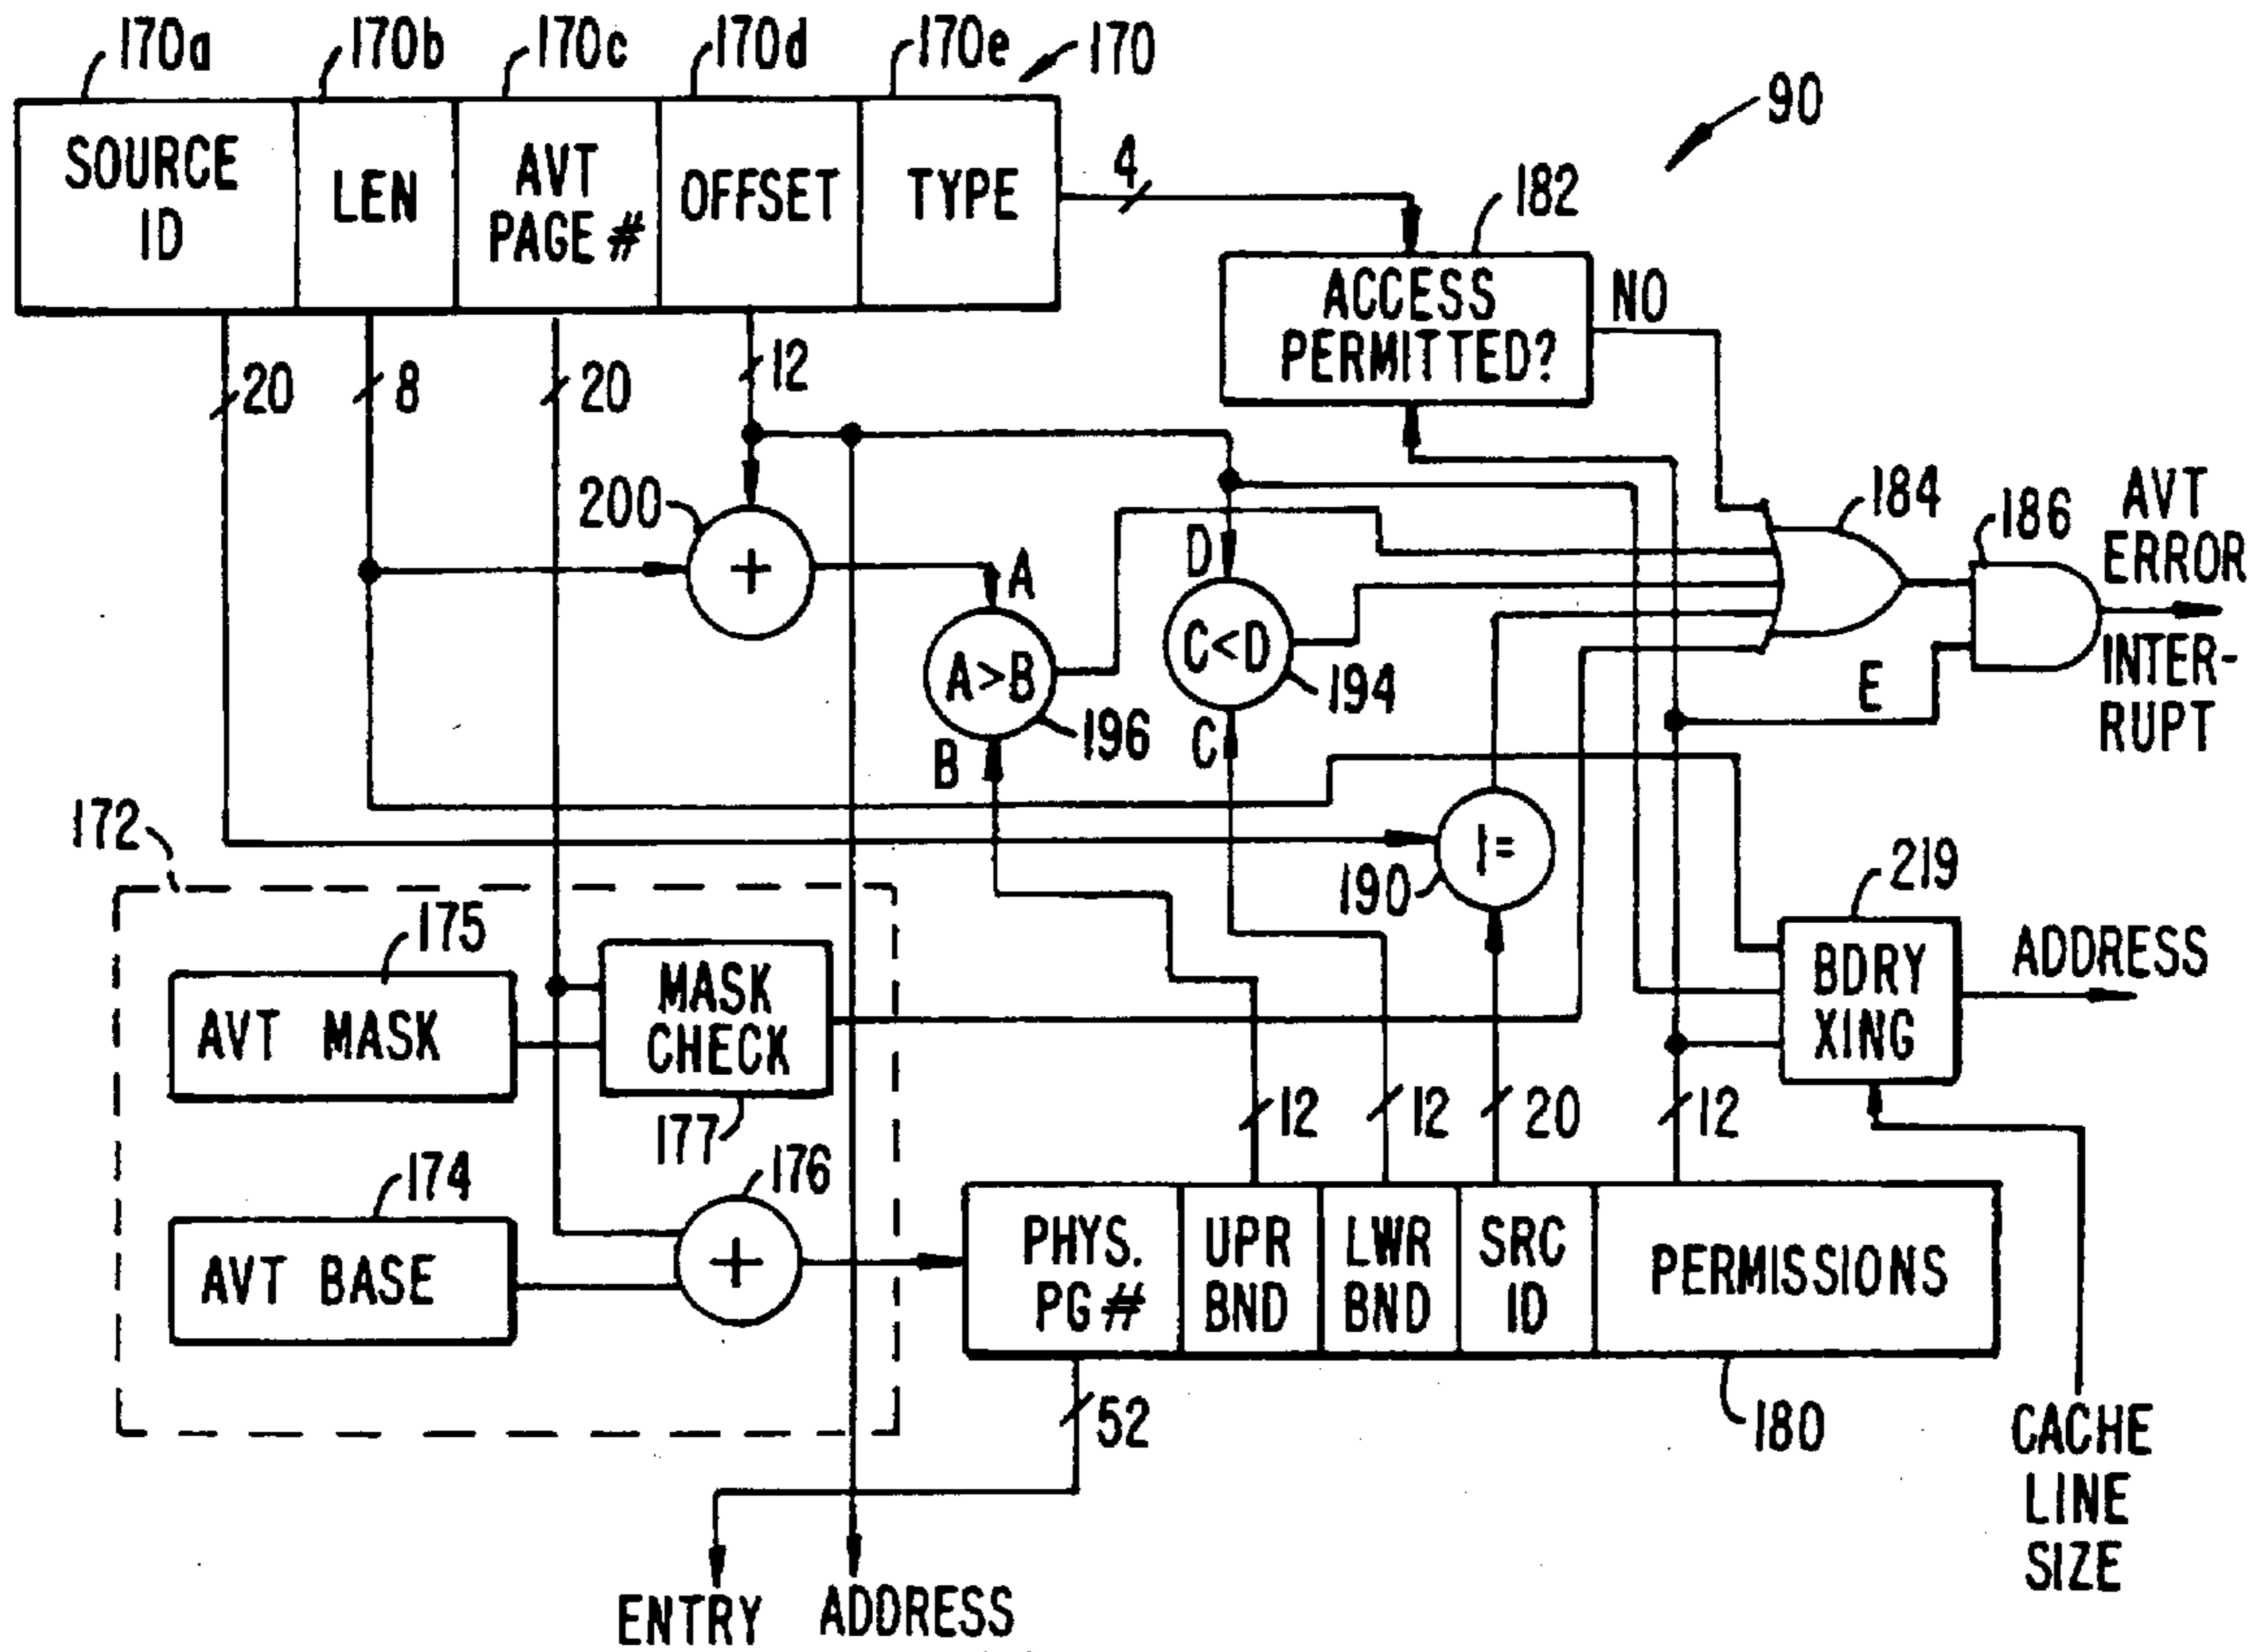 170a
170b
170c
170d
170e
170
90
SOURCE
ID
LEN
AVT
PAGE #
OFFSET
TYPE
4
182
ACCESS
PERMITTED?
NO
20
8
20
12
200
+
A
A>B
196
B
D
C<D
194
C
184
186
AVT
ERROR
INTER-
RUPT
E
172
175
AVT MASK
MASK
CHECK
177
174
AVT BASE
176
+
!=
190
219
BDRY
XING
ADDRESS
12
12
20
12
PHYS.
PG #
UPR
BND
LWR
BND
SRC
ID
PERMISSIONS
180
52
CACHE
LINE
SIZE
ENTRY
ADDRESS